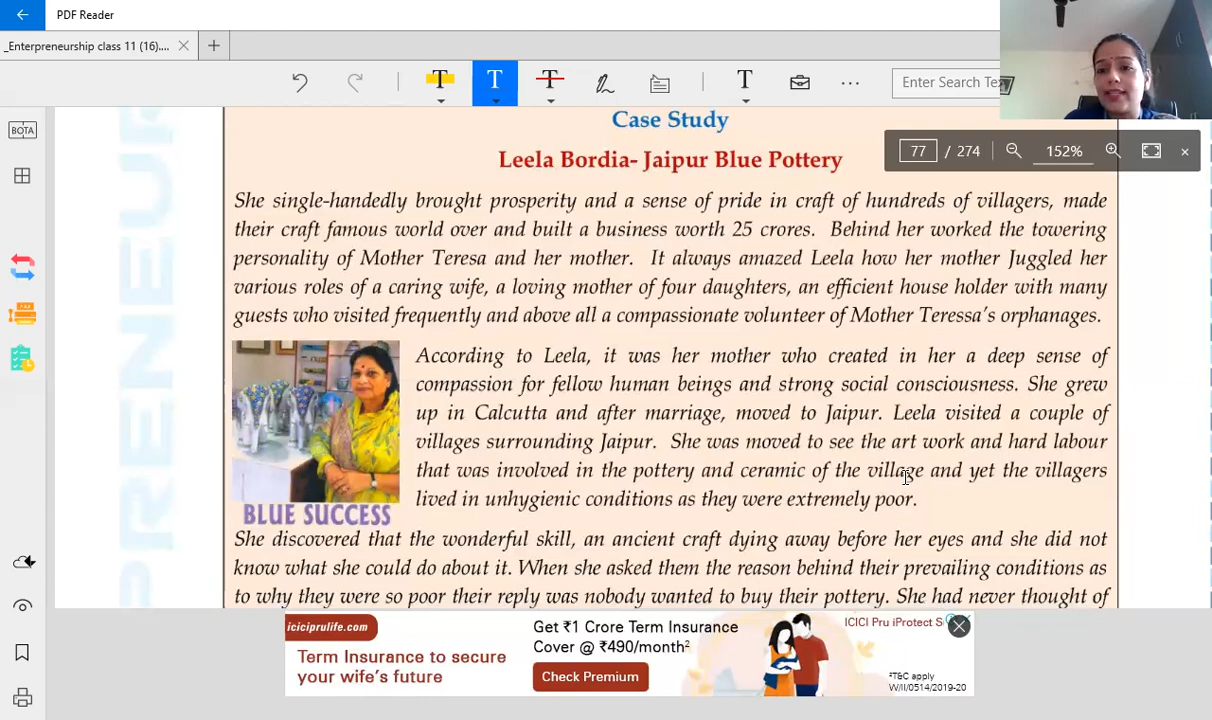 PDF Reader
_Enterpreneurship class 11 (16)....
Enter Search Tex
BOTA
77 / 274 152%
PRENEUR
Case Study
Leela Bordia- Jaipur Blue Pottery
She single-handedly brought prosperity and a sense of pride in craft of hundreds of villagers, made
their craft famous world over and built a business worth 25 crores. Behind her worked the towering
personality of Mother Teresa and her mother. It always amazed Leela how her mother Juggled her
various roles of a caring wife, a loving mother of four daughters, an efficient house holder with many
guests who visited frequently and above all a compassionate volunteer of Mother Teressa's orphanages.
According to Leela, it was her mother who created in her a deep sense of
compassion for fellow human beings and strong social consciousness. She grew
up in Calcutta and after marriage, moved to Jaipur. Leela visited a couple of
villages surrounding Jaipur. She was moved to see the art work and hard labour
that was involved in the pottery and ceramic of the village and yet the villagers
lived in unhygienic conditions as they were extremely poor.
BLUE SUCCESS
She discovered that the wonderful skill, an ancient craft dying away before her eyes and she did not
know what she could do about it. When she asked them the reason behind their prevailing conditions as
to why they were so poor their reply was nobody wanted to buy their pottery. She had never thought of
iciciprulife.com
Term Insurance to secure
your wife's future
Get ₹1 Crore Term Insurance
Cover @ ₹490/month²
Check Premium
ICICI Pru iProtect S
²T&C apply
W/II/0514/2019-20